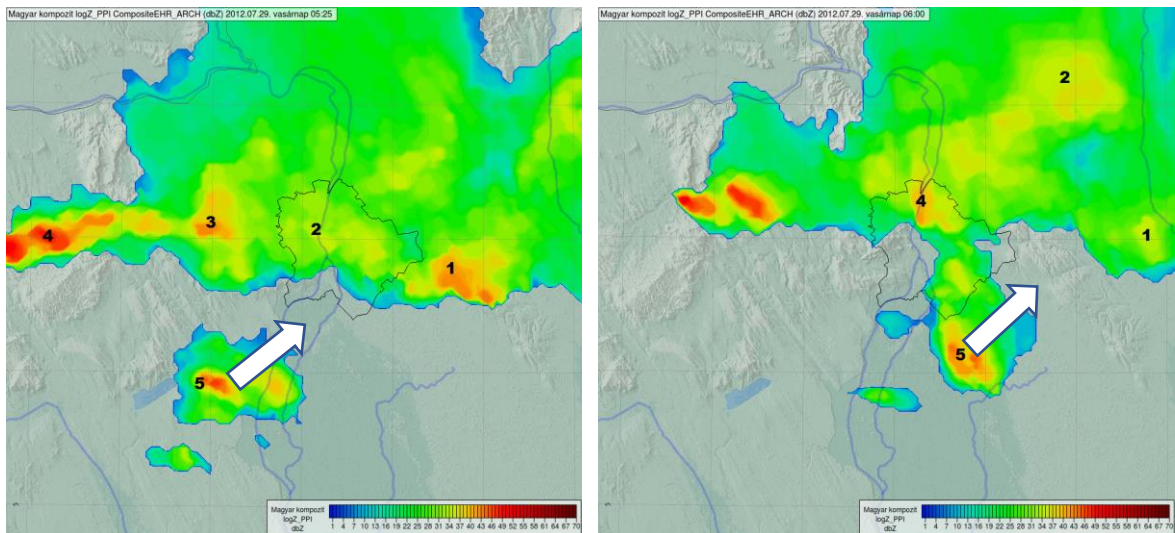 Magyar kompozit logZ_PPI CompositeEHR_ARCH (dbZ) 2012.07.29. vasárnap 05:25
3
2
4
1
5
Magyar kompozit
logZ_PPI
dbZ
1 4 7 10 13 16 19 22 25 28 31 34 37 40 43 46 49 52 55 58 61 64 67 70
Magyar kompozit logZ_PPI CompositeEHR_ARCH (dbZ) 2012.07.29. vasárnap 06:00
2
4
1
5
Magyar kompozit
logZ_PPI
dbZ
1 4 7 10 13 16 19 22 25 28 31 34 37 40 43 46 49 52 55 58 61 64 67 70